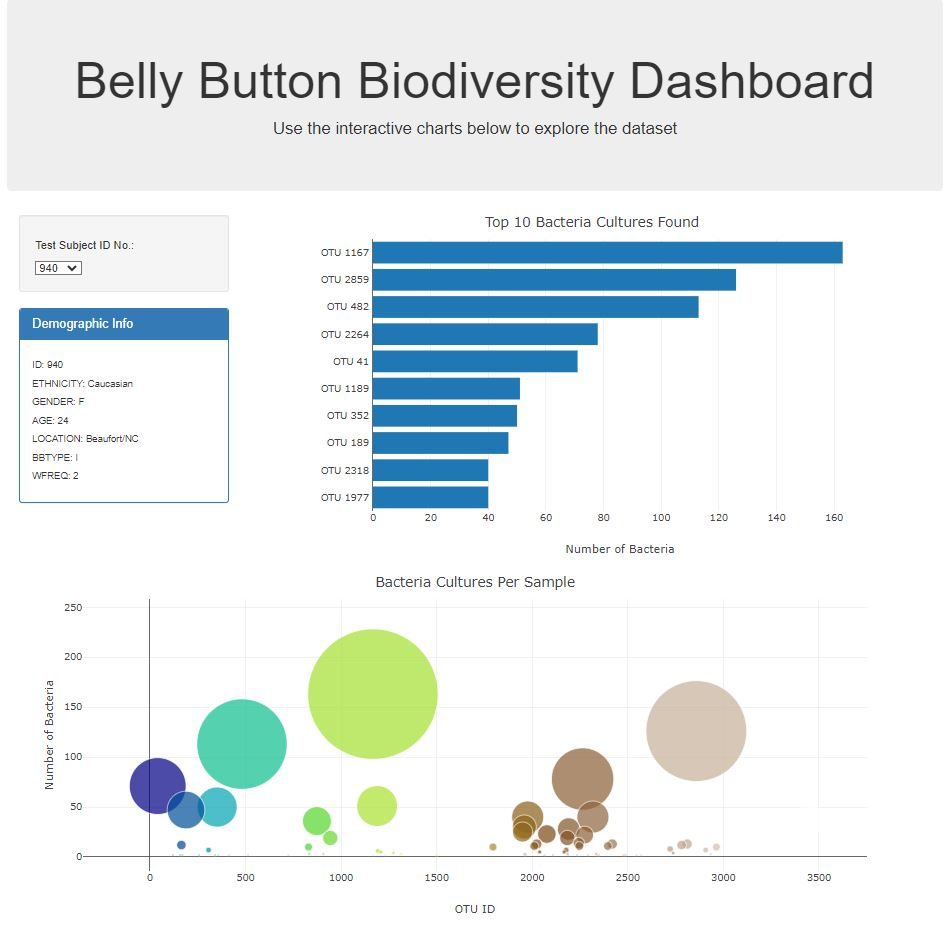 Belly Button Biodiversity Dashboard
Use the interactive charts below to explore the dataset
Test Subject ID No.:
940
Demographic Info
ID: 940
ETHNICITY: Caucasian
GENDER: F
AGE: 24
LOCATION: Beaufort/NC
BBTYPE: I
WFREQ: 2
Top 10 Bacteria Cultures Found
OTU 1167
OTU 2859
OTU 482
OTU 2264
OTU 41
OTU 1189
OTU 352
OTU 189
OTU 2318
OTU 1977
0 20 40 60 80 100 120 140 160
Number of Bacteria
Bacteria Cultures Per Sample
Number of Bacteria
250
200
150
100
50
0
0 500 1000 1500 2000 2500 3000 3500
OTU ID